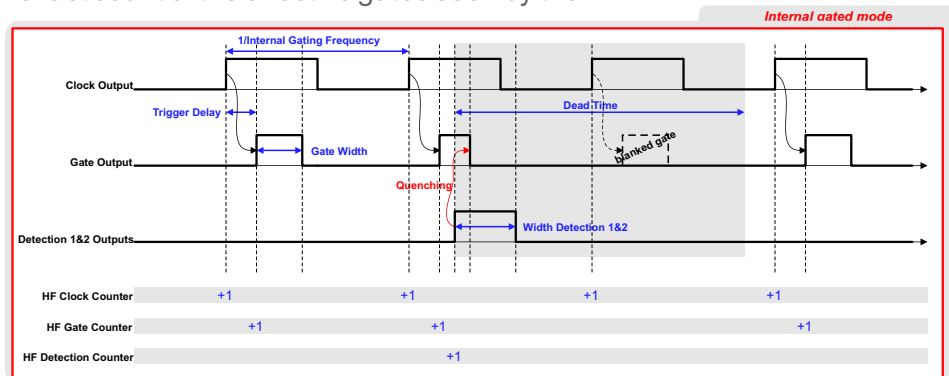 Internal gated mode
1/Internal Gating Frequency
Clock Output
Trigger Delay
Dead Time
Gate Output
Gate Width
blanked gate
Quenching
Width Detection 1&2
Detection 1&2 Outputs
HF Clock Counter +1 +1 +1 +1
HF Gate Counter +1 +1 +1
HF Detection Counter +1